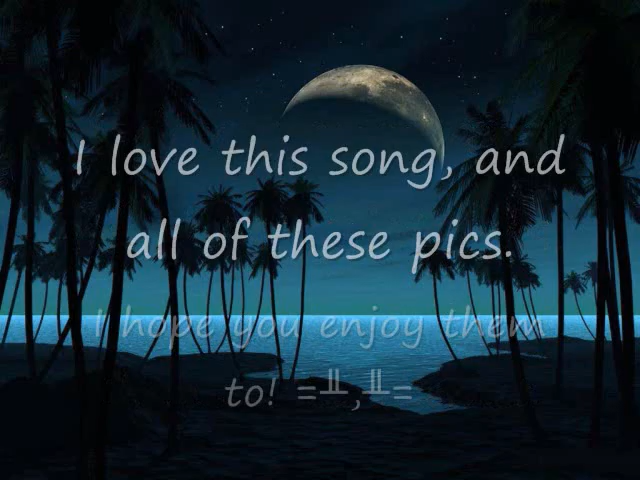 I love this song, and
all of these pics.
I hope you enjoy them
to! =╨,╨=